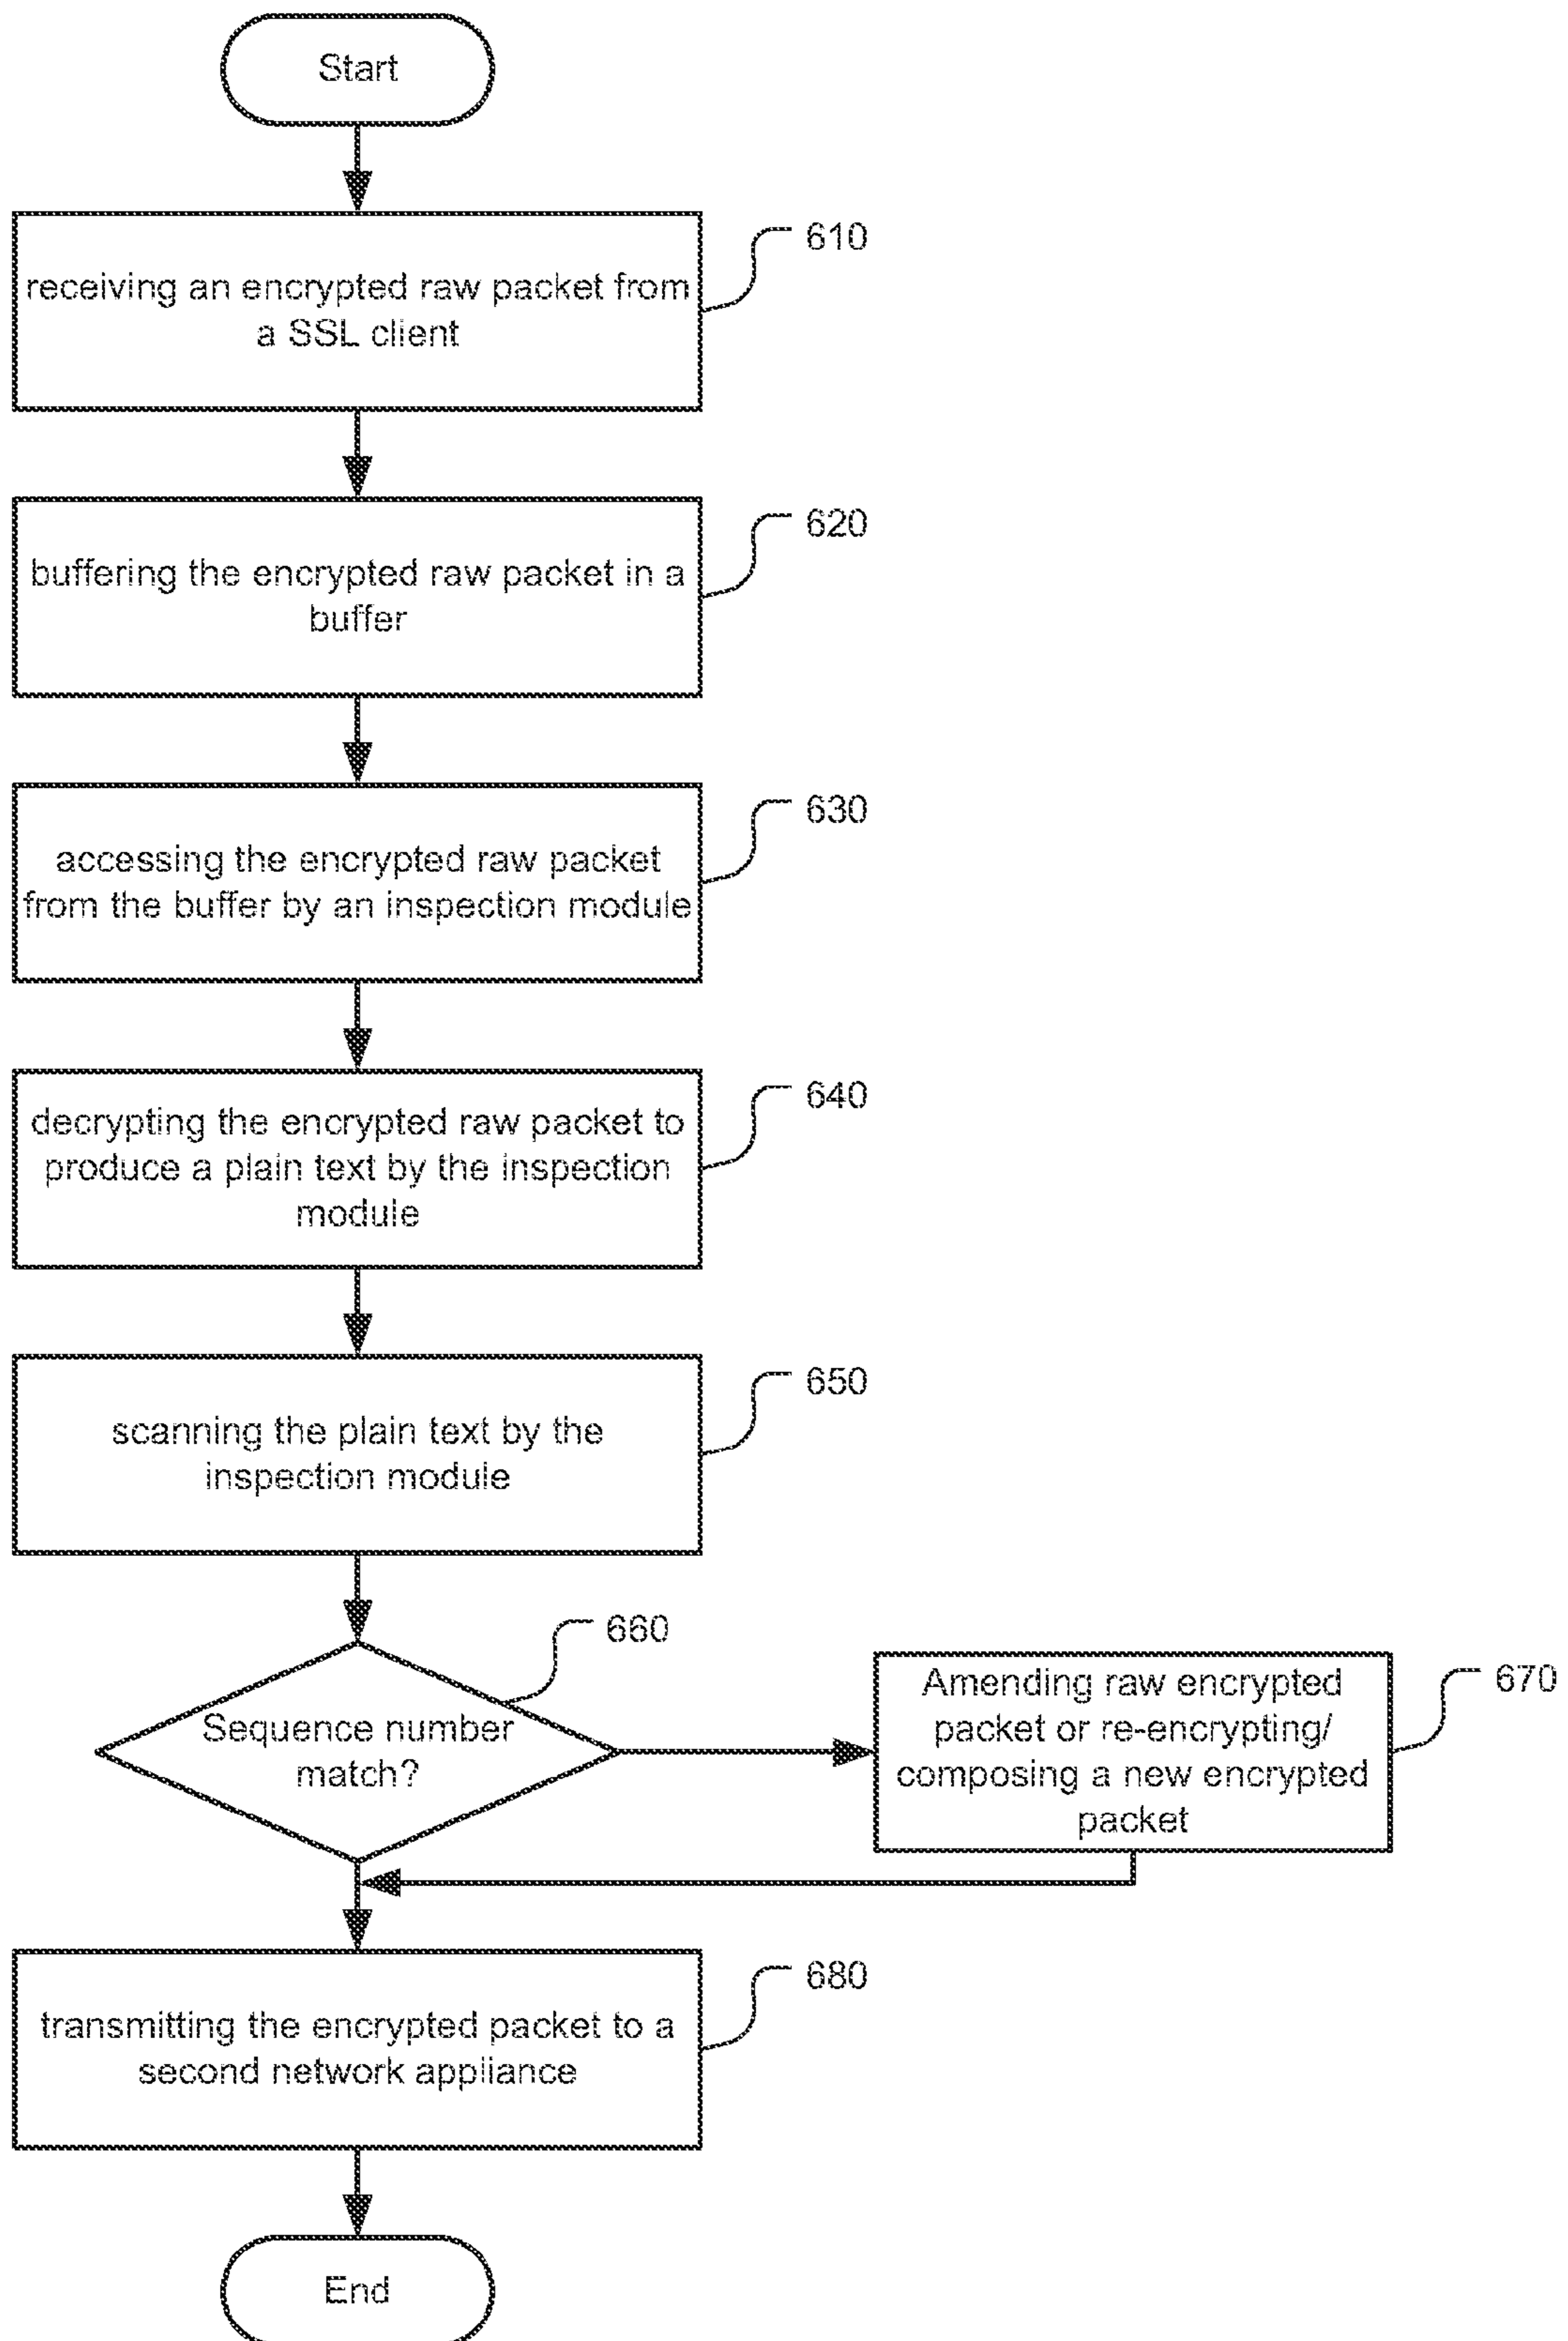 Start
610
receiving an encrypted raw packet from
a SSL client
620
buffering the encrypted raw packet in a
buffer
630
accessing the encrypted raw packet
from the buffer by an inspection module
640
decrypting the encrypted raw packet to
produce a plain text by the inspection
module
650
scanning the plain text by the
inspection module
660
Sequence number
match?
670
Amending raw encrypted
packet or re-encrypting/
composing a new encrypted
packet
680
transmitting the encrypted packet to a
second network appliance
End